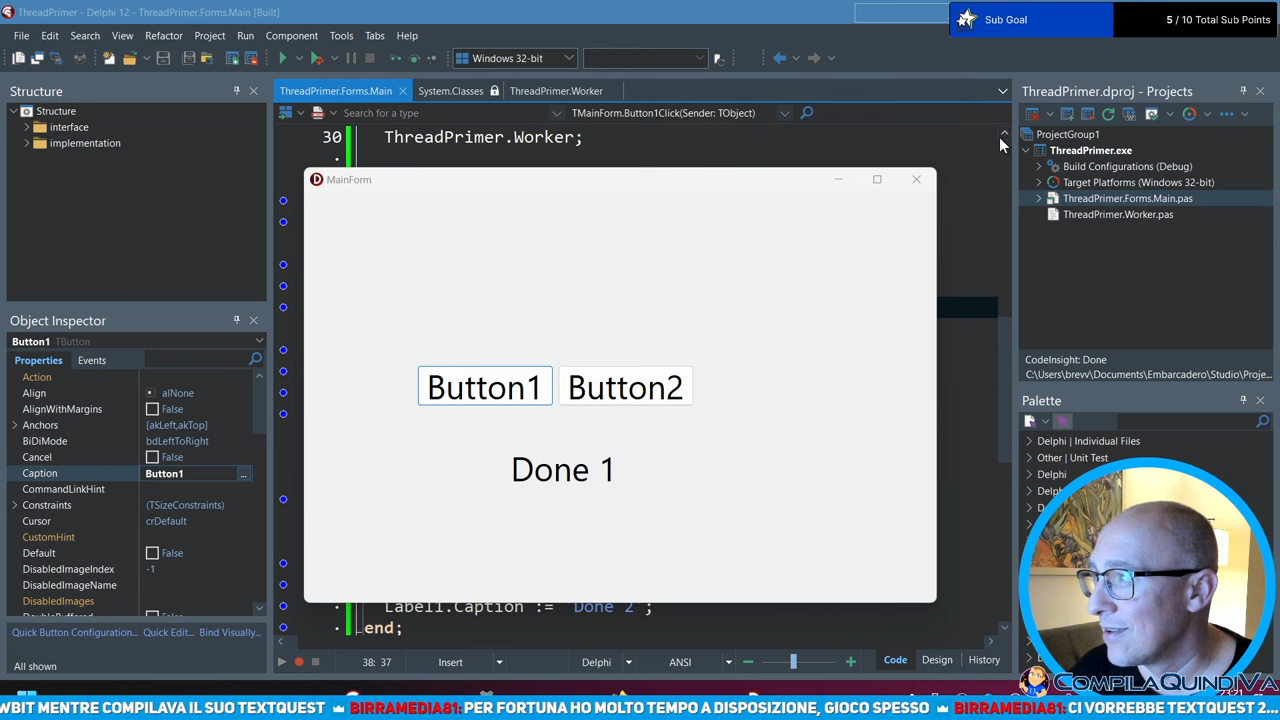 ThreadPrimer - Delphi 12 - ThreadPrimer.Forms.Main [Built]
Sub Goal
5 / 10 Total Sub Points
File Edit Search View Refactor Project Run Component Tools Tabs Help
Windows 32-bit
Structure
Structure
interface
implementation
Object Inspector
Button1 TButton
Properties Events
Action
Align alNone
AlignWithMargins False
Anchors [akLeft,akTop]
BiDiMode bdLeftToRight
Cancel False
Caption Button1 ...
CommandLinkHint
Constraints (TSizeConstraints)
Cursor crDefault
CustomHint
Default False
DisabledImageIndex -1
DisabledImageName
DisabledImages
Quick Button Configuration... Quick Edit... Bind Visually...
All shown
ThreadPrimer.Forms.Main System.Classes ThreadPrimer.Worker
Search for a type TMainForm.Button1Click(Sender: TObject)
30 ThreadPrimer.Worker;
MainForm
Button1 Button2
Done 1
Label1.Caption := 'Done 2';
end;
38: 37 Insert Delphi ANSI Code Design History
ThreadPrimer.dproj - Projects
ProjectGroup1
ThreadPrimer.exe
Build Configurations (Debug)
Target Platforms (Windows 32-bit)
ThreadPrimer.Forms.Main.pas
ThreadPrimer.Worker.pas
CodeInsight: Done
C:\Users\brevv\Documents\Embarcadero\Studio\Proje...
Palette
Delphi | Individual Files
Other | Unit Test
Delphi
COMPILAQUINDIVA
WBIT MENTRE COMPILAVA IL SUO TEXTQUEST BIRRAMEDIA81: PER FORTUNA HO MOLTO TEMPO A DISPOSIZIONE, GIOCO SPESSO BIRRAMEDIA81: CI VORREBBE TEXTQUEST 2...